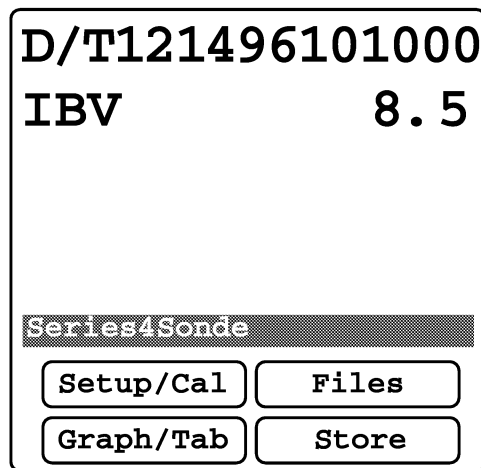 D/T121496101000
IBV 8.5
Series4Sonde
Setup/Cal Files
Graph/Tab Store